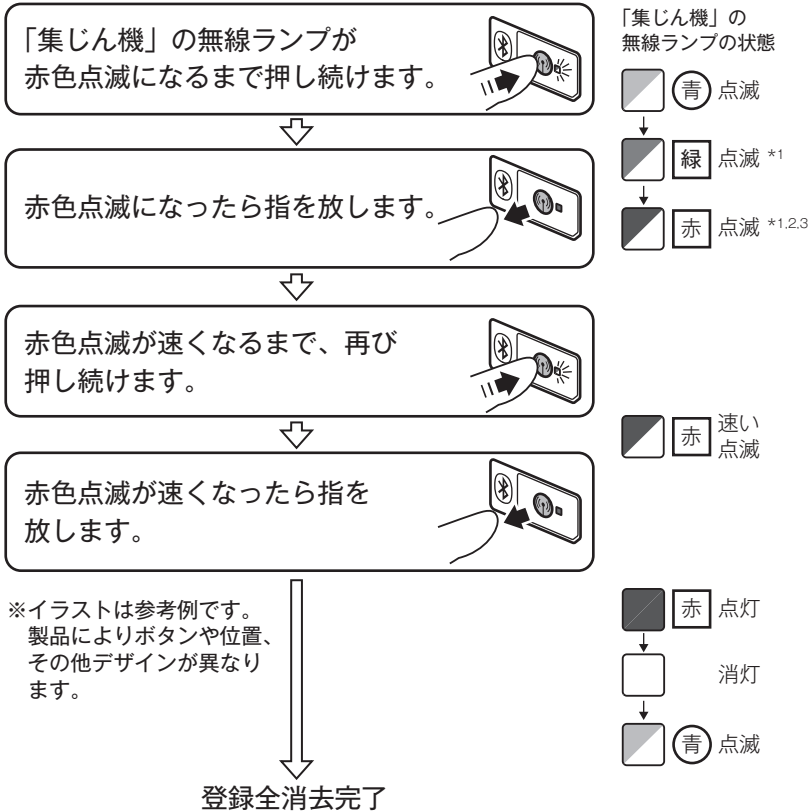 「集じん機」の無線ランプが
赤色点滅になるまで押し続けます。
赤色点滅になったら指を放します。
赤色点滅が速くなるまで、再び
押し続けます。
赤色点滅が速くなったら指を
放します。
※イラストは参考例です。
製品によりボタンや位置、
その他デザインが異なり
ます。
登録全消去完了
「集じん機」の
無線ランプの状態
青 点滅
緑 点滅 *1
赤 点滅 *1,2,3
赤 速い
点滅
赤 点灯
消灯
青 点滅